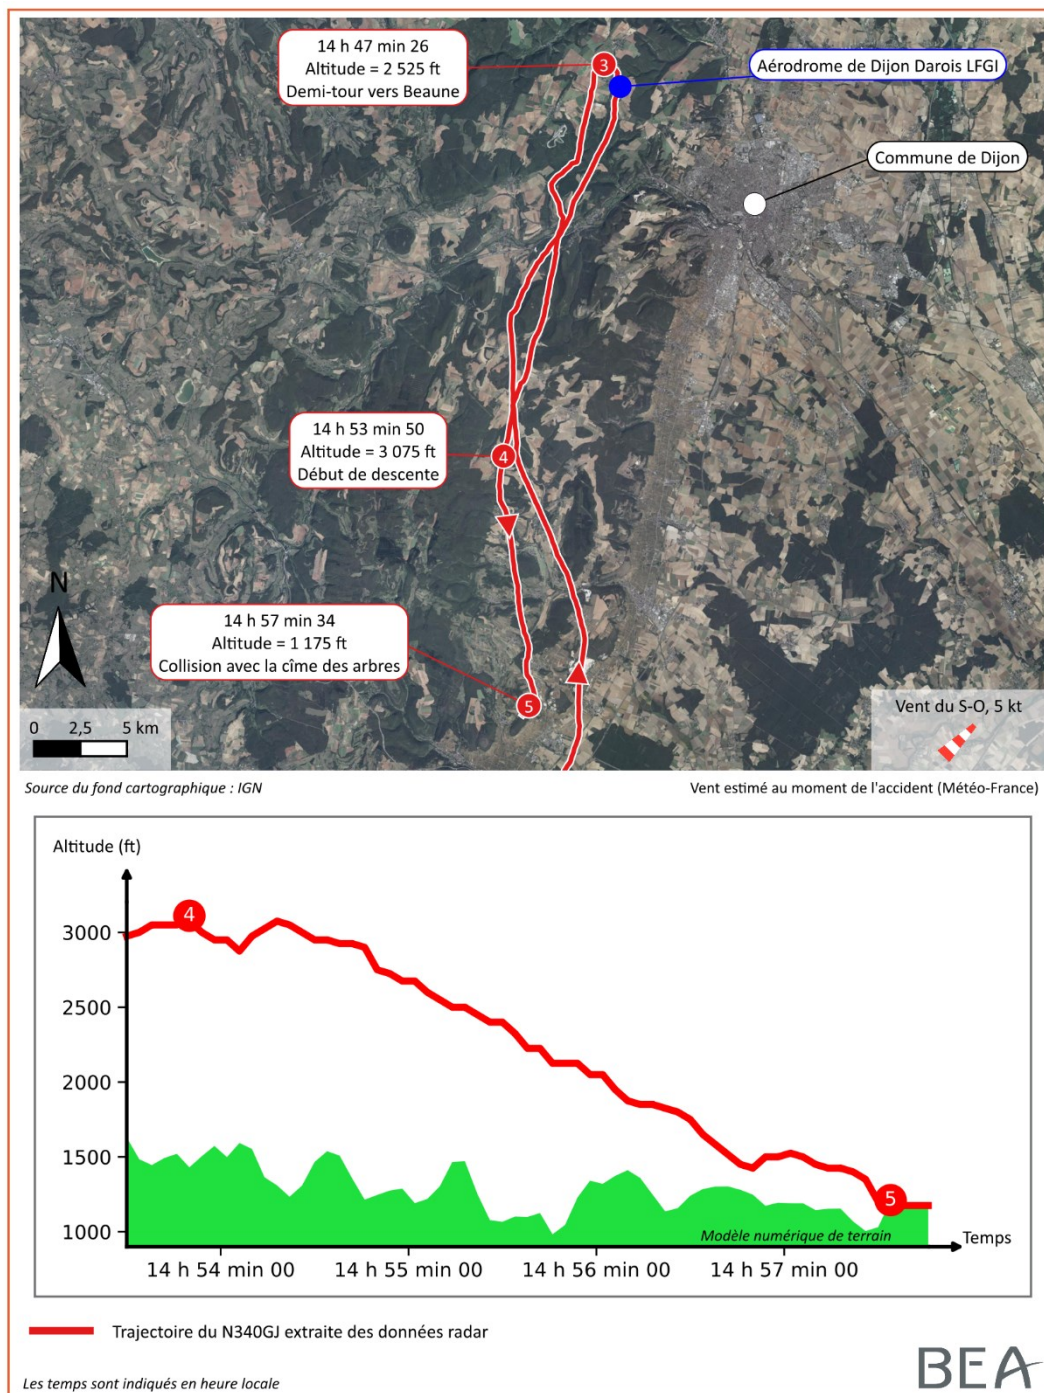 14 h 47 min 26
Altitude = 2 525 ft
Demi-tour vers Beaune
3
Aérodrome de Dijon Darois LFGI
Commune de Dijon
14 h 53 min 50
Altitude = 3 075 ft
Début de descente
4
N
14 h 57 min 34
Altitude = 1 175 ft
Collision avec la cîme des arbres
5
0 2,5 5 km
Vent du S-O, 5 kt
Source du fond cartographique : IGN
Vent estimé au moment de l'accident (Météo-France)
Altitude (ft)
4
3000
2500
2000
1500
5
1000
Modèle numérique de terrain
Temps
14 h 54 min 00
14 h 55 min 00
14 h 56 min 00
14 h 57 min 00
Trajectoire du N340GJ extraite des données radar
BEA
Les temps sont indiqués en heure locale